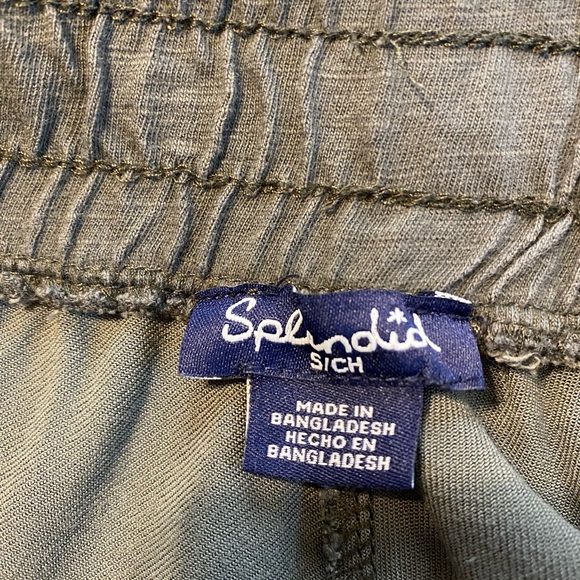 Splendid*
S/CH
MADE IN
BANGLADESH
HECHO EN
BANGLADESH